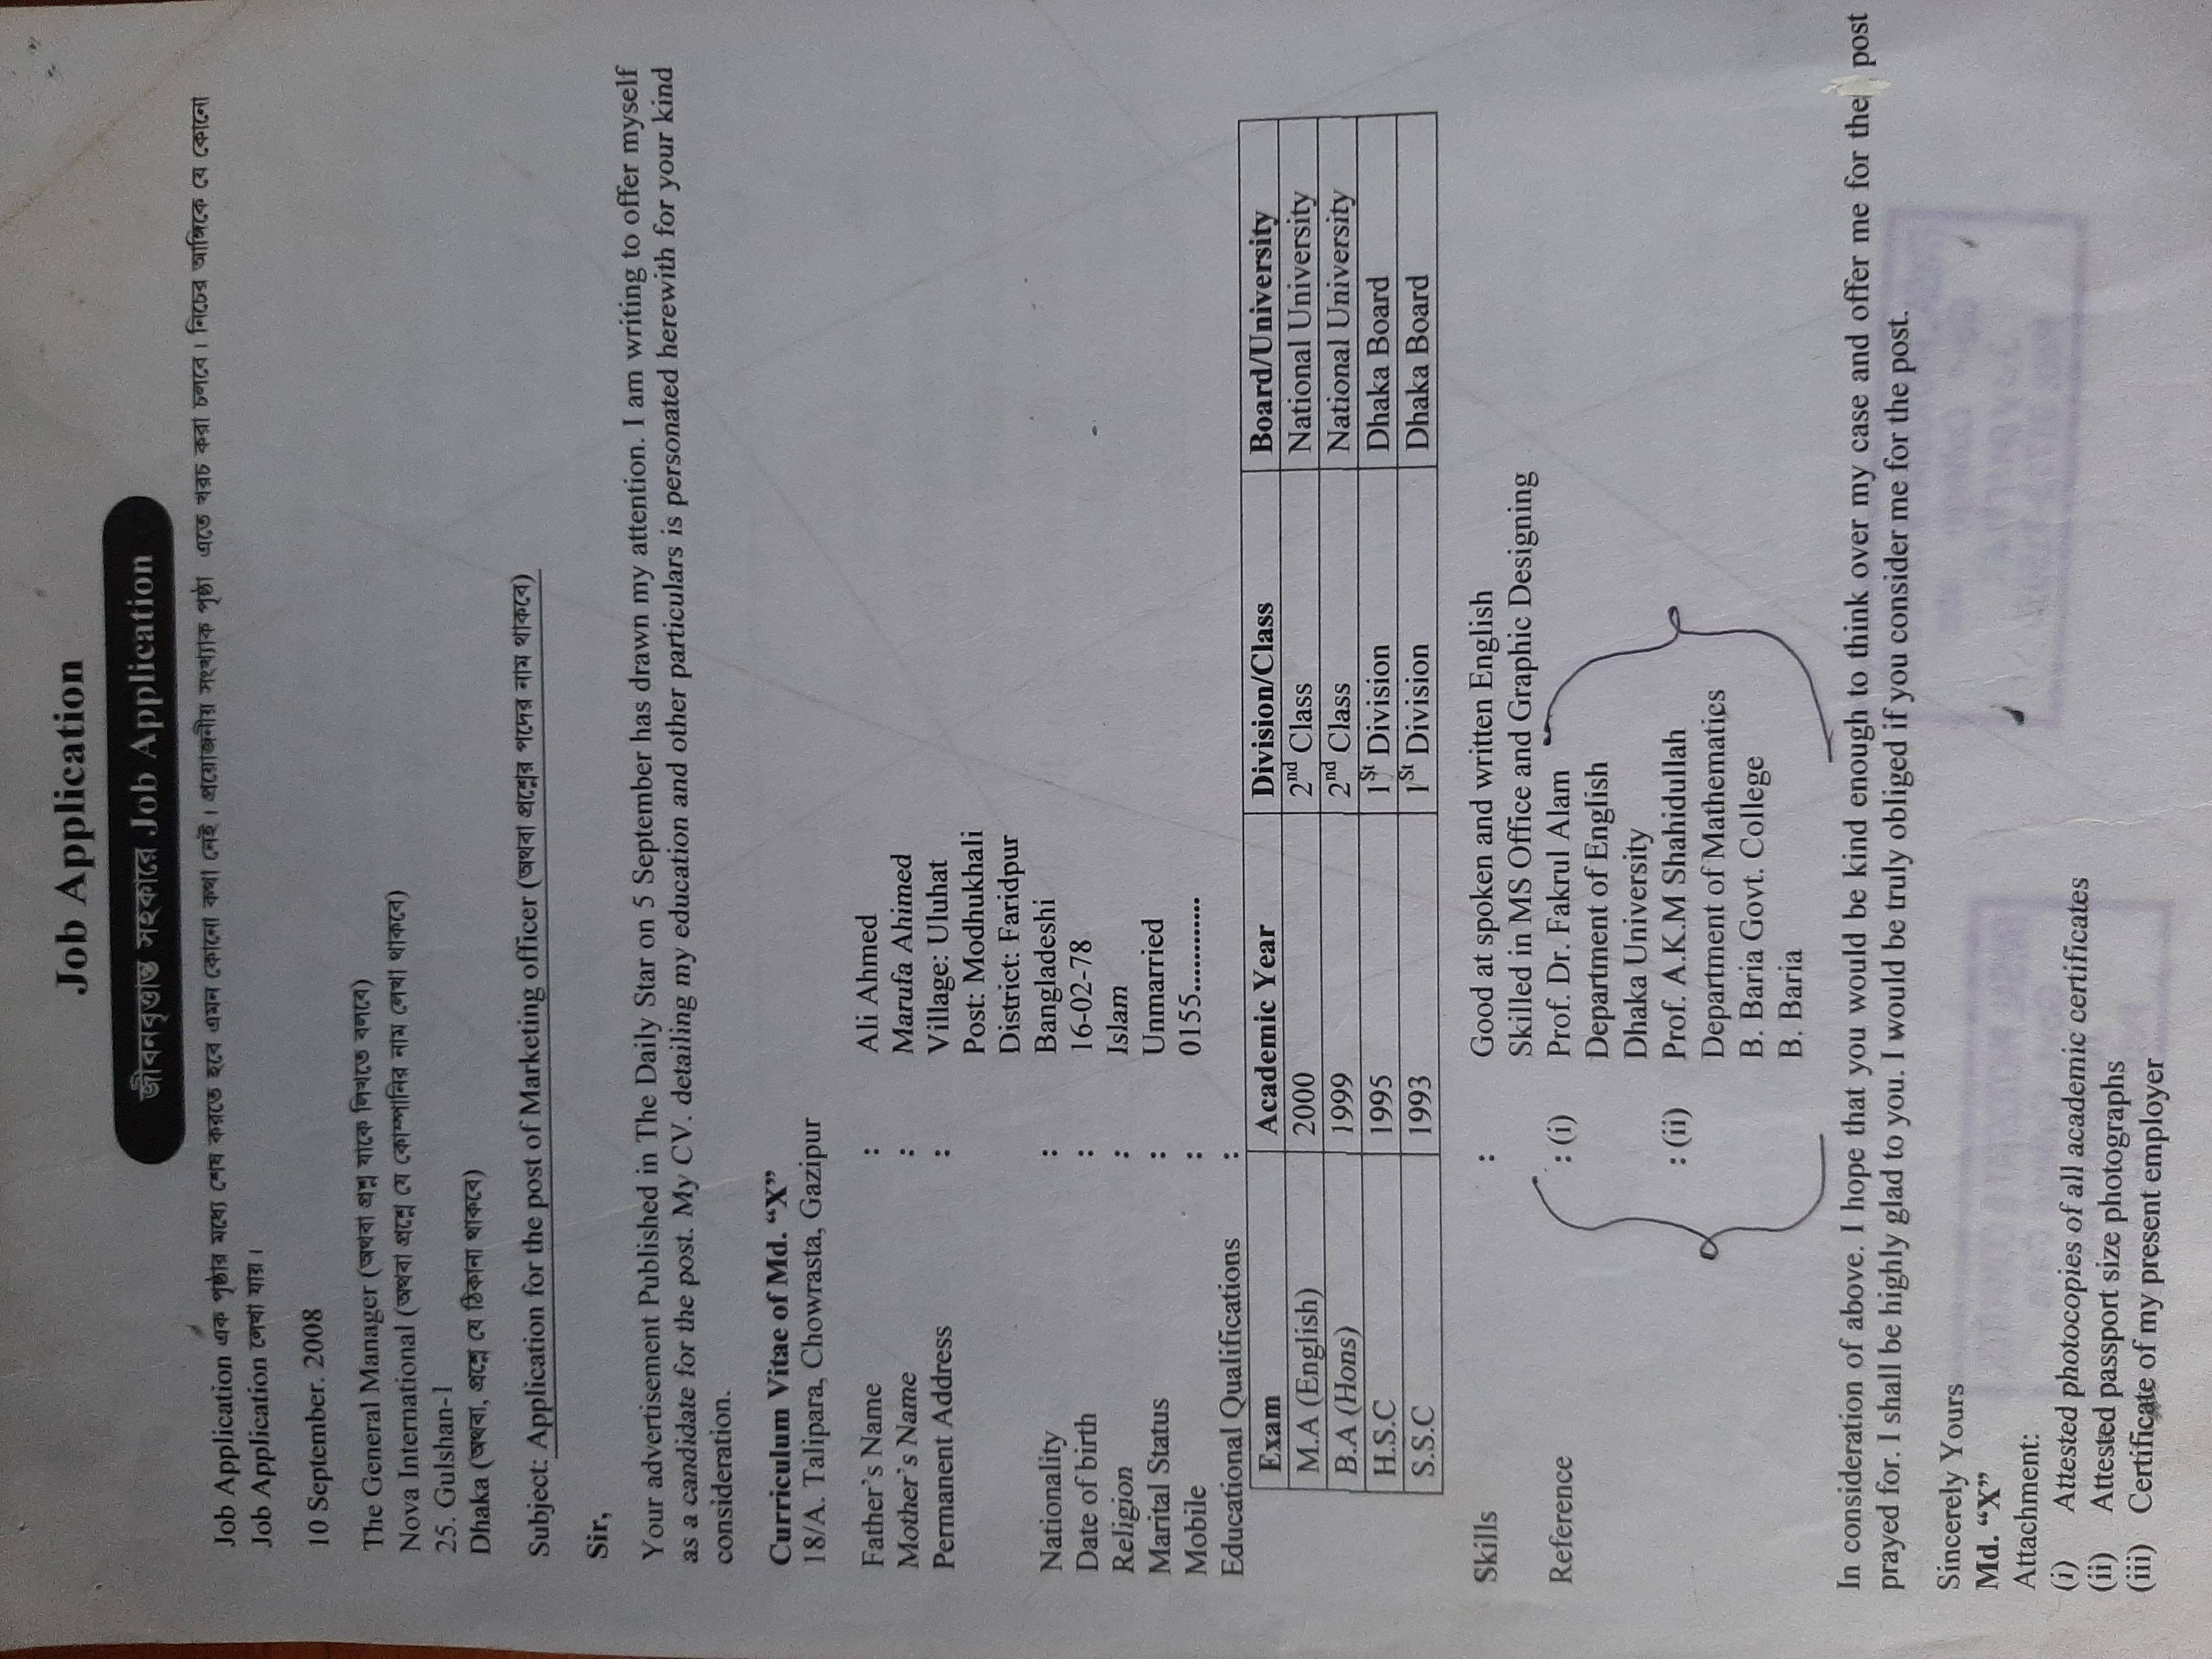 Job Application
জীবনবৃত্তান্ত সহকারে Job Application
Job Application এক পৃষ্ঠার মধ্যে শেষ করতে হবে এমন কোনো কথা নেই। প্রয়োজনীয় সংখ্যক পৃষ্ঠা এতে খরচ করা চলবে। নিচের আঙ্গিকে যে কোনো
Job Application লেখা যায়।
10 September. 2008
The General Manager (অথবা প্রশ্ন যাকে লিখতে বলবে)
Nova International (অথবা প্রশ্নে যে কোম্পানির নাম লেখা থাকবে)
25. Gulshan-1
Dhaka (অথবা, প্রশ্নে যে ঠিকানা থাকবে)
Subject: Application for the post of Marketing officer (অথবা প্রশ্নের পদের নাম থাকবে)
Sir,
Your advertisement Published in The Daily Star on 5 September has drawn my attention. I am writing to offer myself
as a candidate for the post. My CV. detailing my education and other particulars is personated herewith for your kind
consideration.
Curriculum Vitae of Md. “X”
18/A. Talipara, Chowrasta, Gazipur
Father’s Name : Ali Ahmed
Mother’s Name : Marufa Ahimed
Permanent Address : Village: Uluhat
Post: Modhukhali
District: Faridpur
Nationality : Bangladeshi
Date of birth : 16-02-78
Religion : Islam
Marital Status : Unmarried
Mobile : 0155.............
Educational Qualifications :
Exam Academic Year Division/Class Board/University
M.A (English) 2000 2nd Class National University
B.A (Hons) 1999 2nd Class National University
H.S.C 1995 1St Division Dhaka Board
S.S.C 1993 1St Division Dhaka Board
Skills : Good at spoken and written English
Skilled in MS Office and Graphic Designing
Reference : (i) Prof. Dr. Fakrul Alam
Department of English
Dhaka University
: (ii) Prof. A.K.M Shahidullah
Department of Mathematics
B. Baria Govt. College
B. Baria
In consideration of above. I hope that you would be kind enough to think over my case and offer me for the post
prayed for. I shall be highly glad to you. I would be truly obliged if you consider me for the post.
Sincerely Yours
Md. “X”
Attachment:
(i) Attested photocopies of all academic certificates
(ii) Attested passport size photographs
(iii) Certificate of my present employer